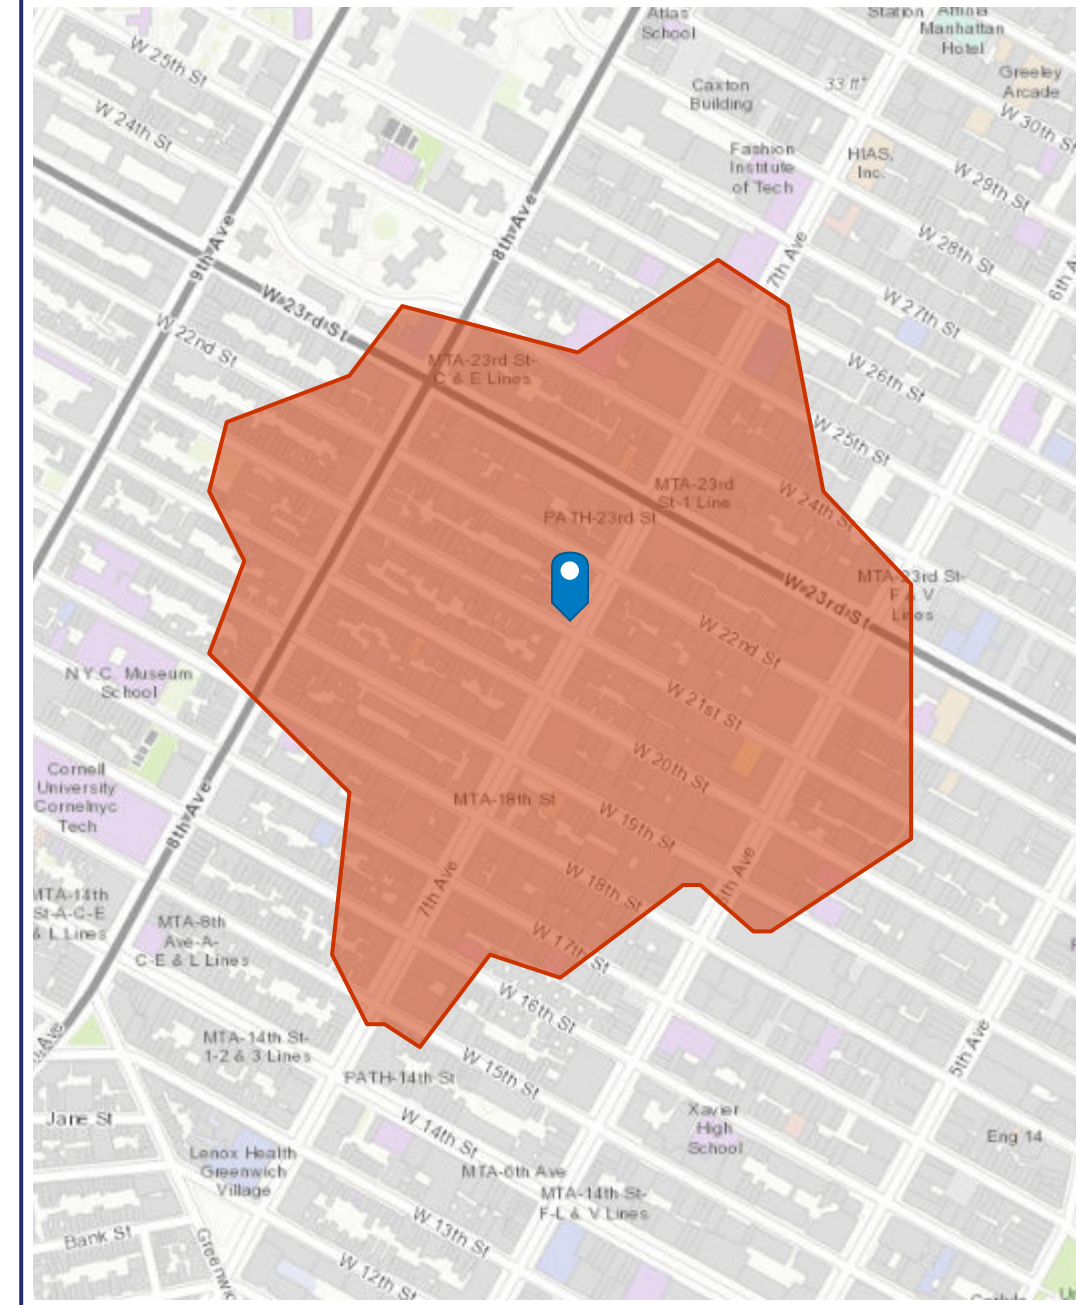 Atlas
School
Station
Manhattan
Hotel
W 25th St
Greeley
Arcade
Caxton
Building
33 ft
W 24th St
W 30th St
Fashion
Institute
of Tech
HIAS,
Inc.
W 29th St
8th Ave
9th Ave
W 28th St
7th Ave
6th
W 23rd St
W 27th St
W 22nd St
MTA-23rd St-
C & E Lines
W 26th St
W 25th St
MTA-23rd
St-1 Line
W 24th St
PATH-23rd St
MTA-23rd St-
F & V
Lines
W 23rd St
W 22nd St
N.Y.C. Museum
School
W 21st St
Cornell
University
Cornelnyc
Tech
W 20th St
MTA-18th St
8th Ave
W 19th St
7th Ave
W 18th St
MTA-14th
St-A-C-E
& L Lines
MTA-8th
Ave-A-
C-E & L Lines
W 17th St
W 16th St
MTA-14th St-
1-2 & 3 Lines
5th Ave
PATH-14th St
W 15th St
Jane St
W 14th St
Xavier
High
School
Eng 14
Lenox Health
Greenwich
Village
MTA-6th Ave
MTA-14th St-
F-L & V Lines
W 13th St
Bank St
W 12th St